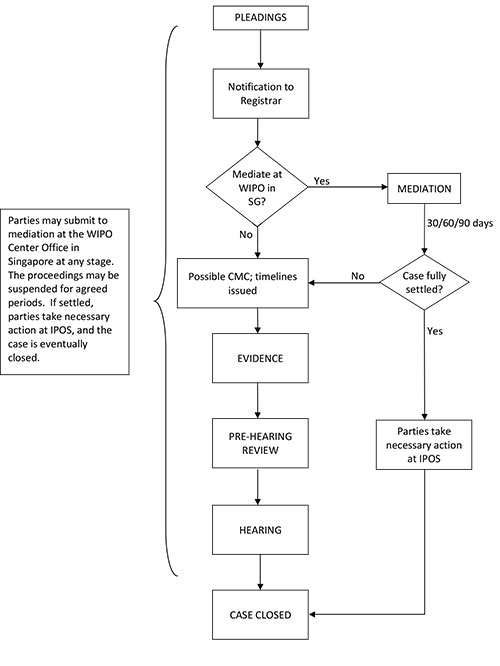 PLEADINGS
Notification to
Registrar
Mediate at
WIPO in
SG?
Yes
MEDIATION
30/60/90 days
No
Parties may submit to
mediation at the WIPO
Center Office in
Singapore at any stage.
The proceedings may be
suspended for agreed
periods.  If settled,
parties take necessary
action at IPOS, and the
case is eventually
closed.
Possible CMC; timelines
issued
No
Case fully
settled?
Yes
EVIDENCE
PRE-HEARING
REVIEW
Parties take
necessary action
at IPOS
HEARING
CASE CLOSED